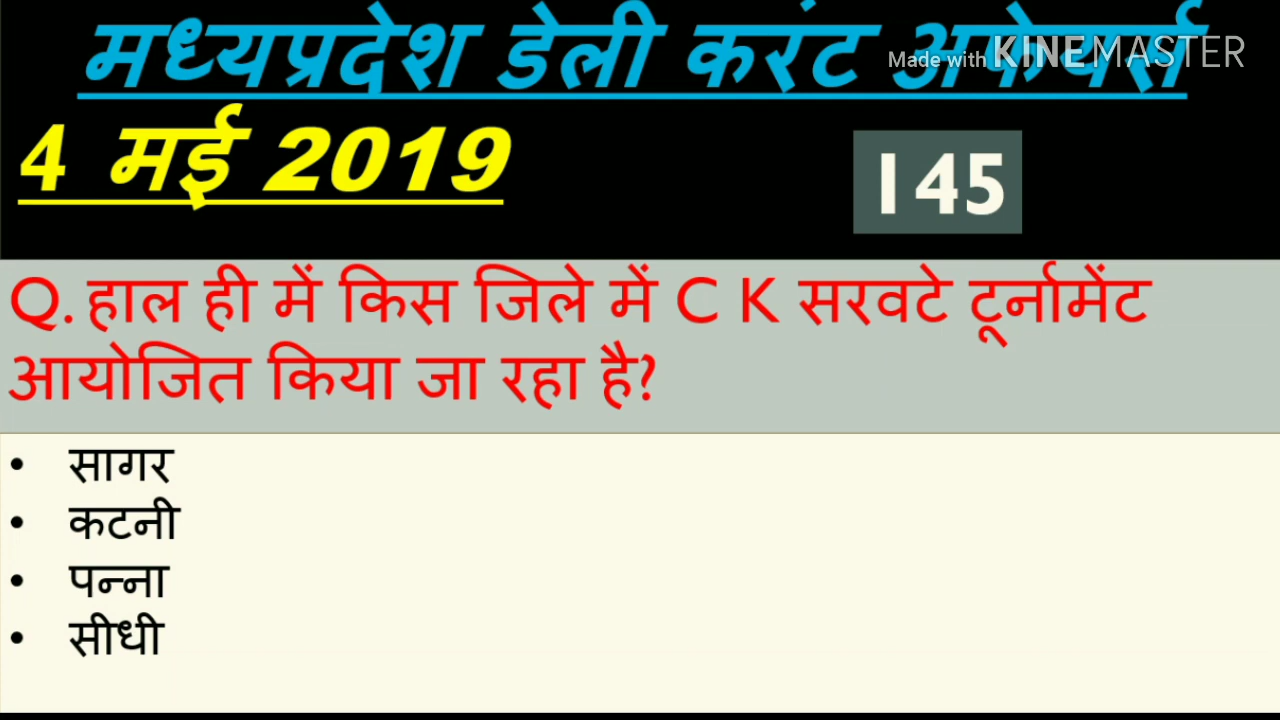 मध्यप्रदेश डेली करंट अफेयर्स
Made with KINEMASTER
4 मई 2019
145
Q. हाल ही में किस जिले में C K सरवटे टूर्नामेंट
आयोजित किया जा रहा है?
• सागर
• कटनी
• पन्ना
• सीधी